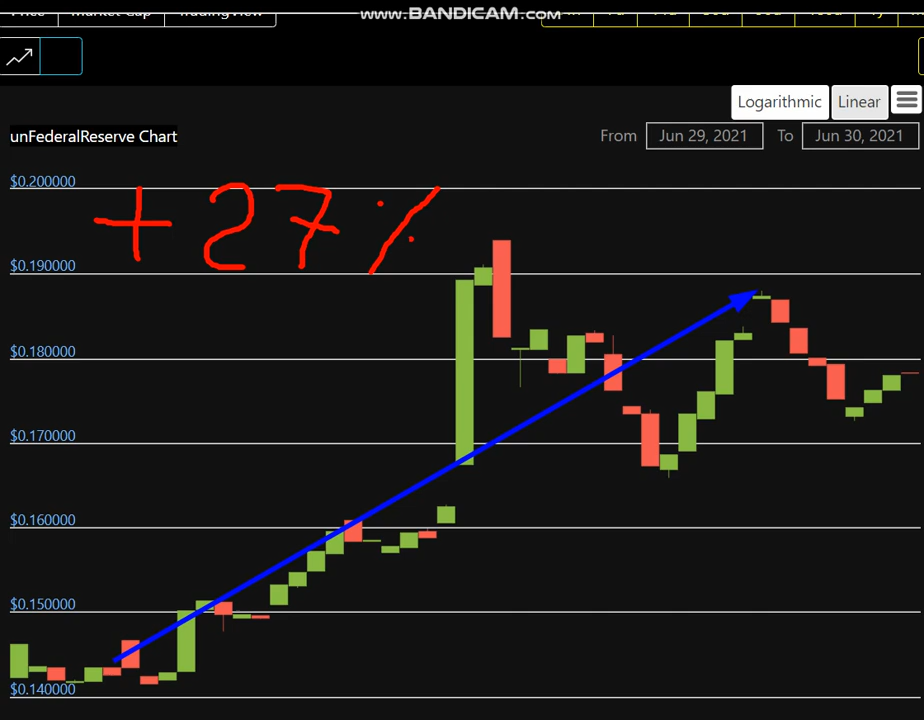 www.BANDICAM.com
Logarithmic Linear
unFederalReserve Chart
From Jun 29, 2021 To Jun 30, 2021
$0.200000
+27%
$0.190000
$0.180000
$0.170000
$0.160000
$0.150000
$0.140000